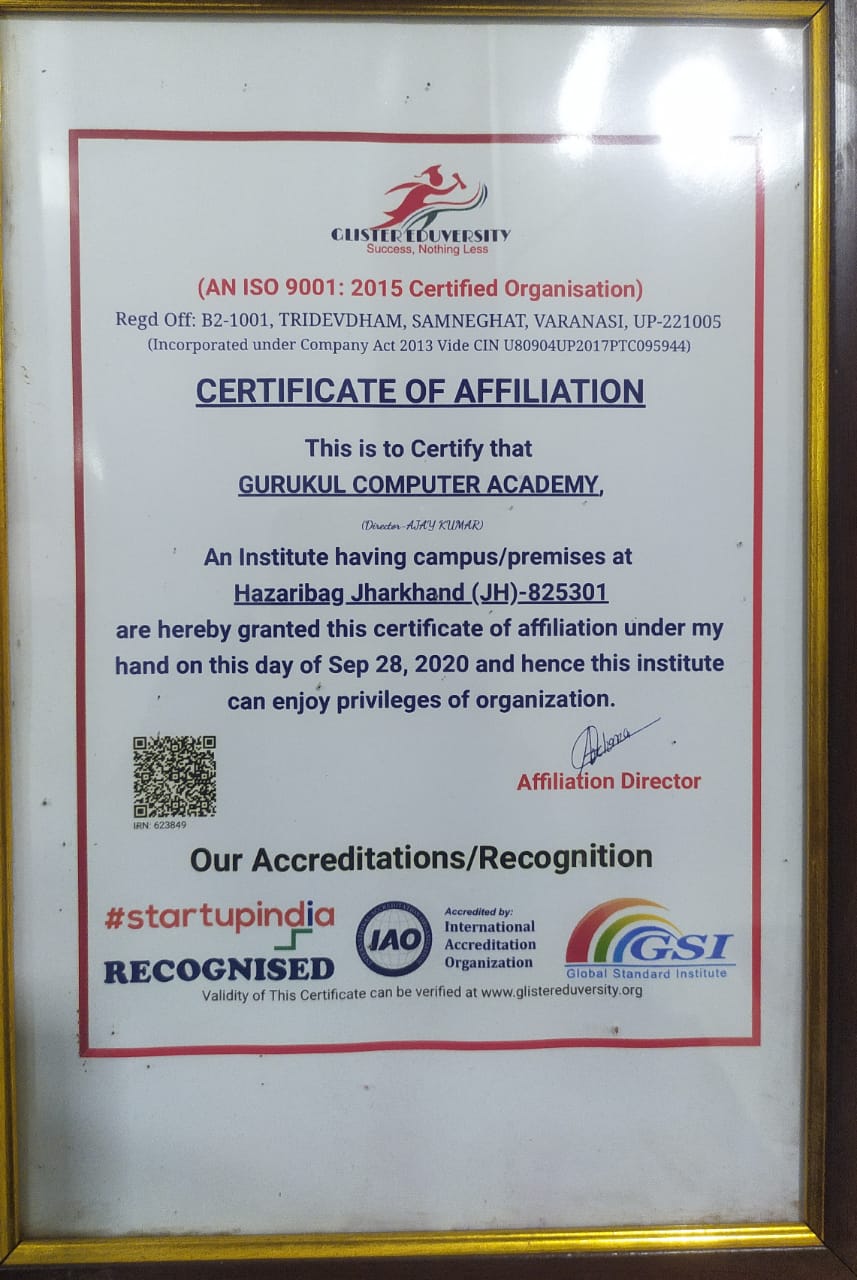 GLISTER EDUVERSITY
Success, Nothing Less
(AN ISO 9001: 2015 Certified Organisation)
Regd Off: B2-1001, TRIDEVDHAM, SAMNEGHAT, VARANASI, UP-221005
(Incorporated under Company Act 2013 Vide CIN U80904UP2017PTC095944)
CERTIFICATE OF AFFILIATION
This is to Certify that
GURUKUL COMPUTER ACADEMY,
(Director-AJAY KUMAR)
An Institute having campus/premises at
Hazaribag Jharkhand (JH)-825301
are hereby granted this certificate of affiliation under my
hand on this day of Sep 28, 2020 and hence this institute
can enjoy privileges of organization.
Affiliation Director
IRN: 623849
Our Accreditations/Recognition
#startupindia
RECOGNISED
IAO
Accredited by:
International
Accreditation
Organization
GSI
Global Standard Institute
Validity of This Certificate can be verified at www.glistereduversity.org